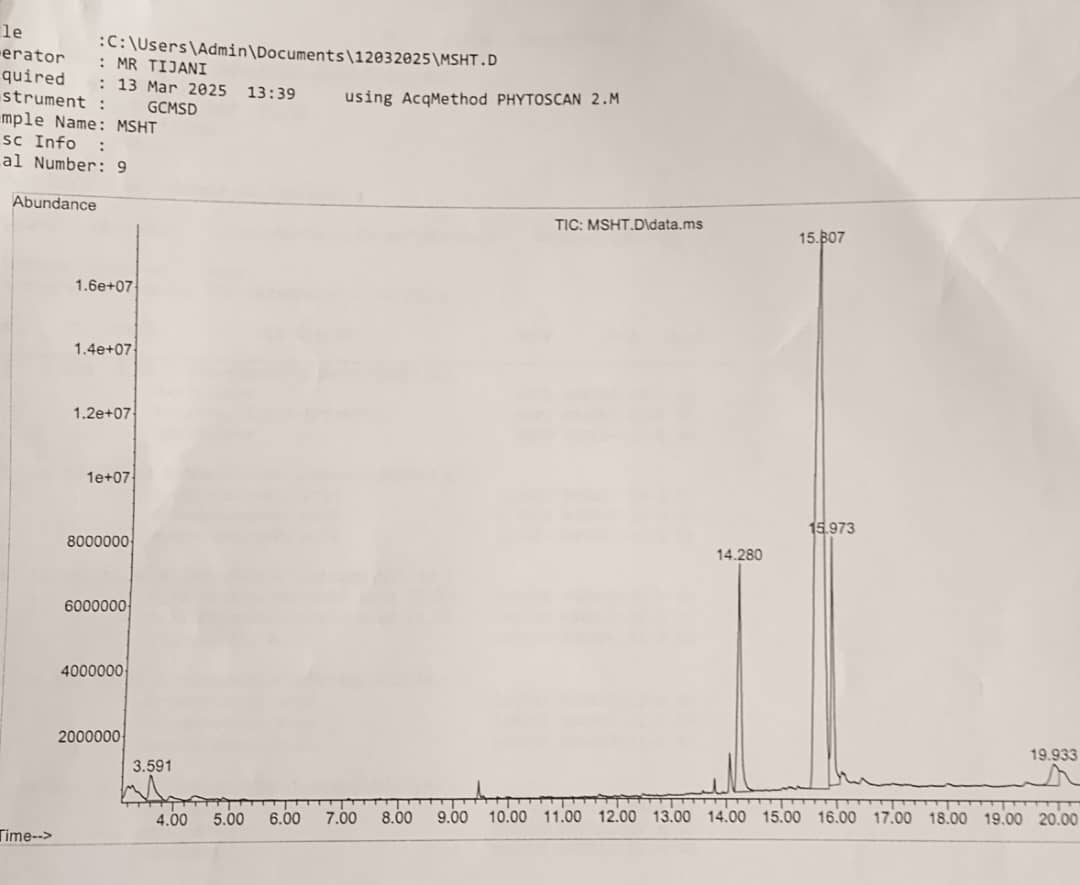 le :C:\Users\Admin\Documents\12032025\MSHT.D
erator : MR TIJANI
quired : 13 Mar 2025 13:39 using AcqMethod PHYTOSCAN 2.M
strument : GCMSD
mple Name: MSHT
sc Info :
al Number: 9
Abundance
TIC: MSHT.D\data.ms
15.807
1.6e+07
1.4e+07
1.2e+07
1e+07
15.973
8000000
14.280
6000000
4000000
2000000
19.933
3.591
4.00 5.00 6.00 7.00 8.00 9.00 10.00 11.00 12.00 13.00 14.00 15.00 16.00 17.00 18.00 19.00 20.00
Time-->